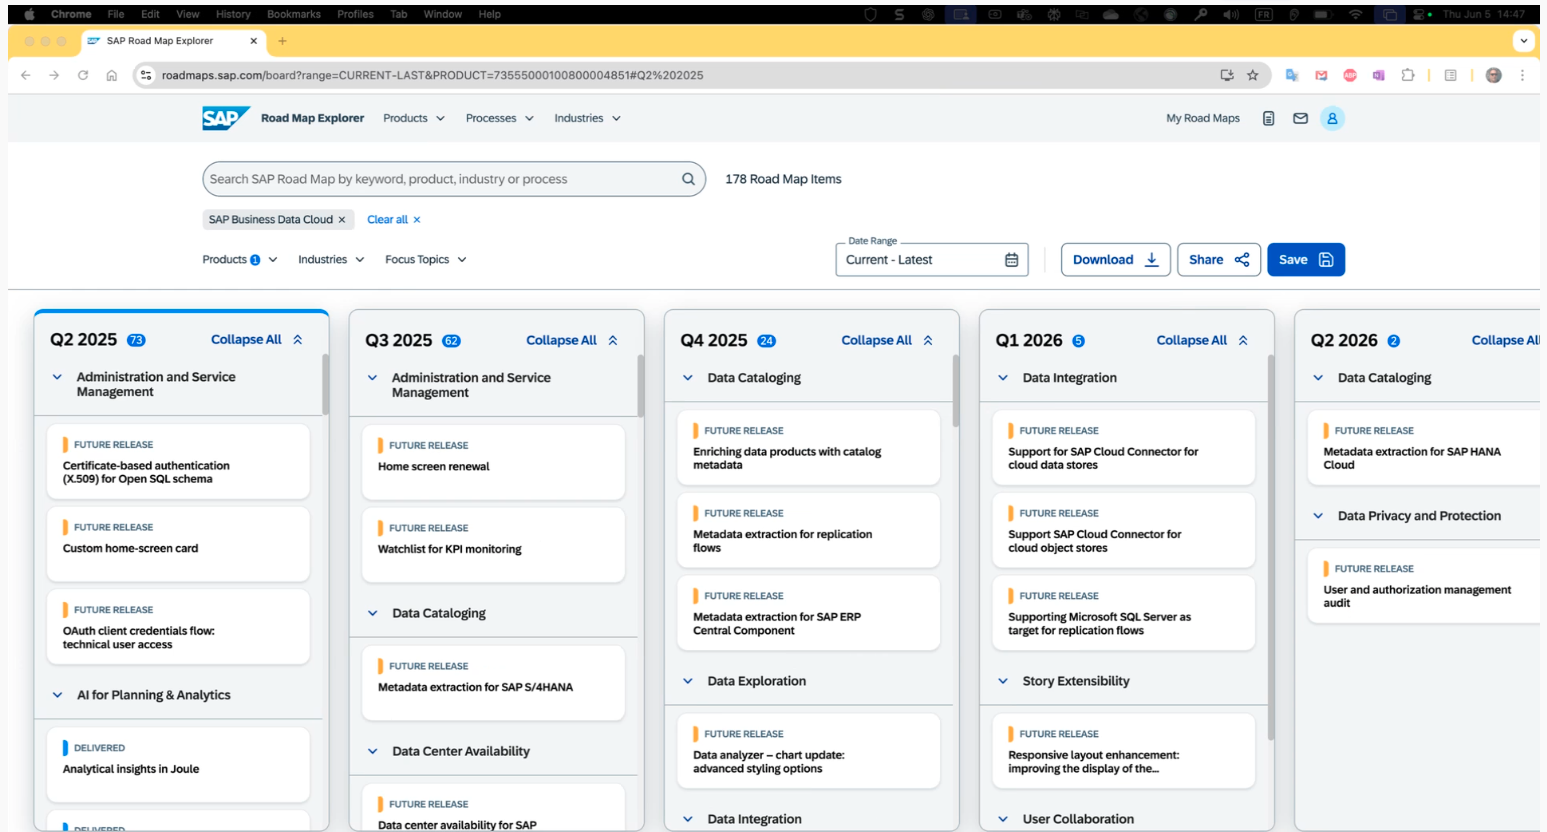 Chrome File Edit View History Bookmarks Profiles Tab Window Help
FR
Thu Jun 5 14:47
SAP Road Map Explorer
roadmaps.sap.com/board?range=CURRENT-LAST&PRODUCT=73555000100800004851#Q2%202025
ABP
SAP Road Map Explorer Products Processes Industries My Road Maps
Search SAP Road Map by keyword, product, industry or process
178 Road Map Items
SAP Business Data Cloud × Clear all ×
Products 1 Industries Focus Topics
Date Range
Current - Latest
Download Share Save
Q2 2025 73 Collapse All
Administration and Service
Management
FUTURE RELEASE
Certificate-based authentication
(X.509) for Open SQL schema
FUTURE RELEASE
Custom home-screen card
FUTURE RELEASE
OAuth client credentials flow:
technical user access
AI for Planning & Analytics
DELIVERED
Analytical insights in Joule
DELIVERED
Q3 2025 62 Collapse All
Administration and Service
Management
FUTURE RELEASE
Home screen renewal
FUTURE RELEASE
Watchlist for KPI monitoring
Data Cataloging
FUTURE RELEASE
Metadata extraction for SAP S/4HANA
Data Center Availability
FUTURE RELEASE
Data center availability for SAP
Q4 2025 24 Collapse All
Data Cataloging
FUTURE RELEASE
Enriching data products with catalog
metadata
FUTURE RELEASE
Metadata extraction for replication
flows
FUTURE RELEASE
Metadata extraction for SAP ERP
Central Component
Data Exploration
FUTURE RELEASE
Data analyzer – chart update:
advanced styling options
Data Integration
Q1 2026 5 Collapse All
Data Integration
FUTURE RELEASE
Support for SAP Cloud Connector for
cloud data stores
FUTURE RELEASE
Support SAP Cloud Connector for
cloud object stores
FUTURE RELEASE
Supporting Microsoft SQL Server as
target for replication flows
Story Extensibility
FUTURE RELEASE
Responsive layout enhancement:
improving the display of the...
User Collaboration
Q2 2026 2 Collapse All
Data Cataloging
FUTURE RELEASE
Metadata extraction for SAP HANA
Cloud
Data Privacy and Protection
FUTURE RELEASE
User and authorization management
audit